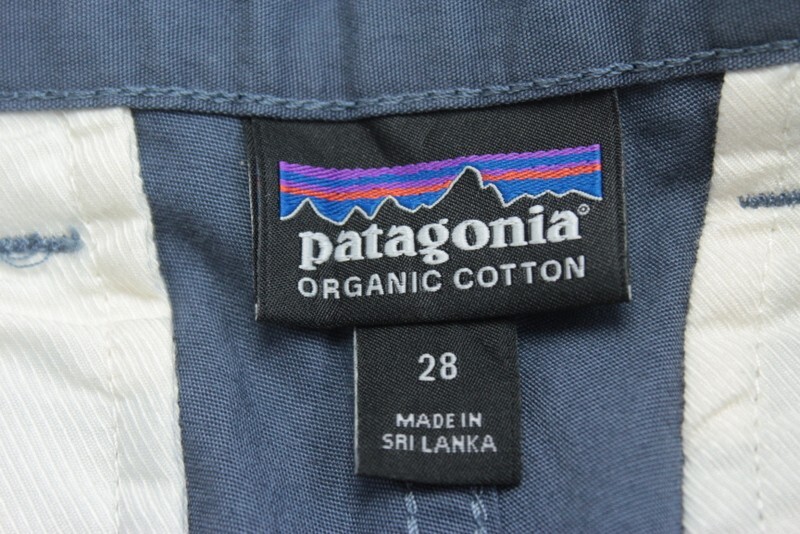 patagonia®
ORGANIC COTTON
28
MADE IN
SRI LANKA